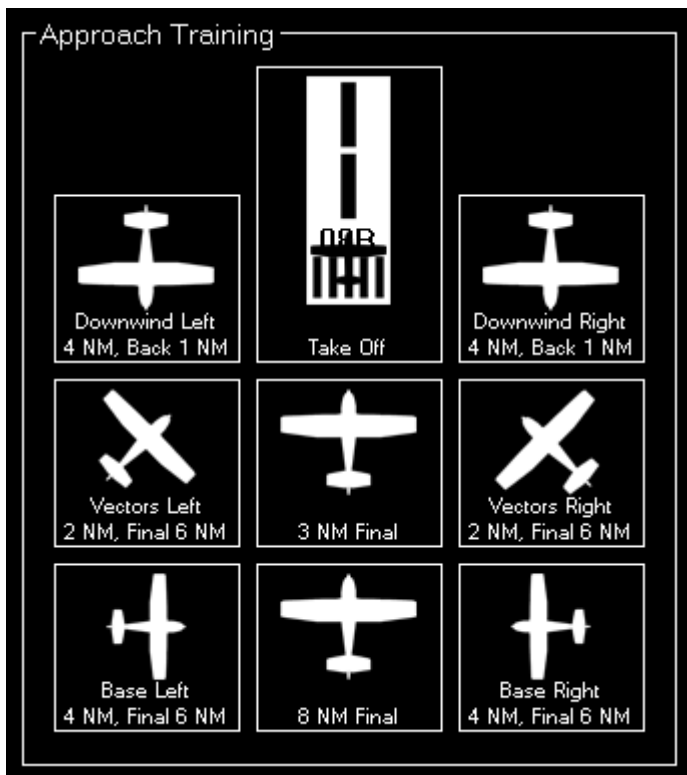 Approach Training
Downwind Left
4 NM, Back 1 NM
Take Off
Downwind Right
4 NM, Back 1 NM
Vectors Left
2 NM, Final 6 NM
3 NM Final
Vectors Right
2 NM, Final 6 NM
Base Left
4 NM, Final 6 NM
8 NM Final
Base Right
4 NM, Final 6 NM